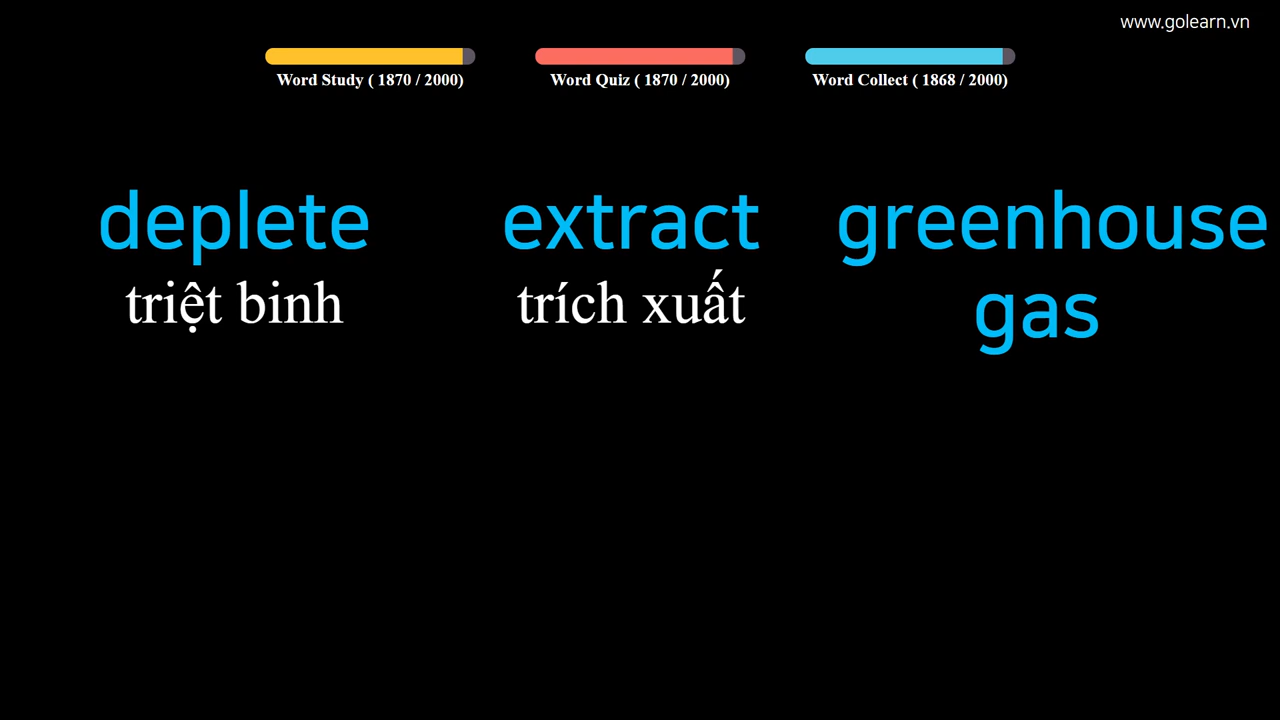 www.golearn.vn
Word Study ( 1870 / 2000)
Word Quiz ( 1870 / 2000)
Word Collect ( 1868 / 2000)
deplete
triệt binh
extract
trích xuất
greenhouse
gas